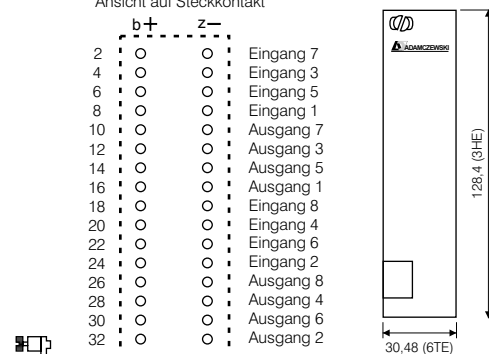 Ansicht auf Steckkontakt
b+ z−
2 Eingang 7
4 Eingang 3
6 Eingang 5
8 Eingang 1
10 Ausgang 7
12 Ausgang 3
14 Ausgang 5
16 Ausgang 1
18 Eingang 8
20 Eingang 4
22 Eingang 6
24 Eingang 2
26 Ausgang 8
28 Ausgang 4
30 Ausgang 6
32 Ausgang 2
ADAMCZEWSKI
128,4 (3HE)
30,48 (6TE)